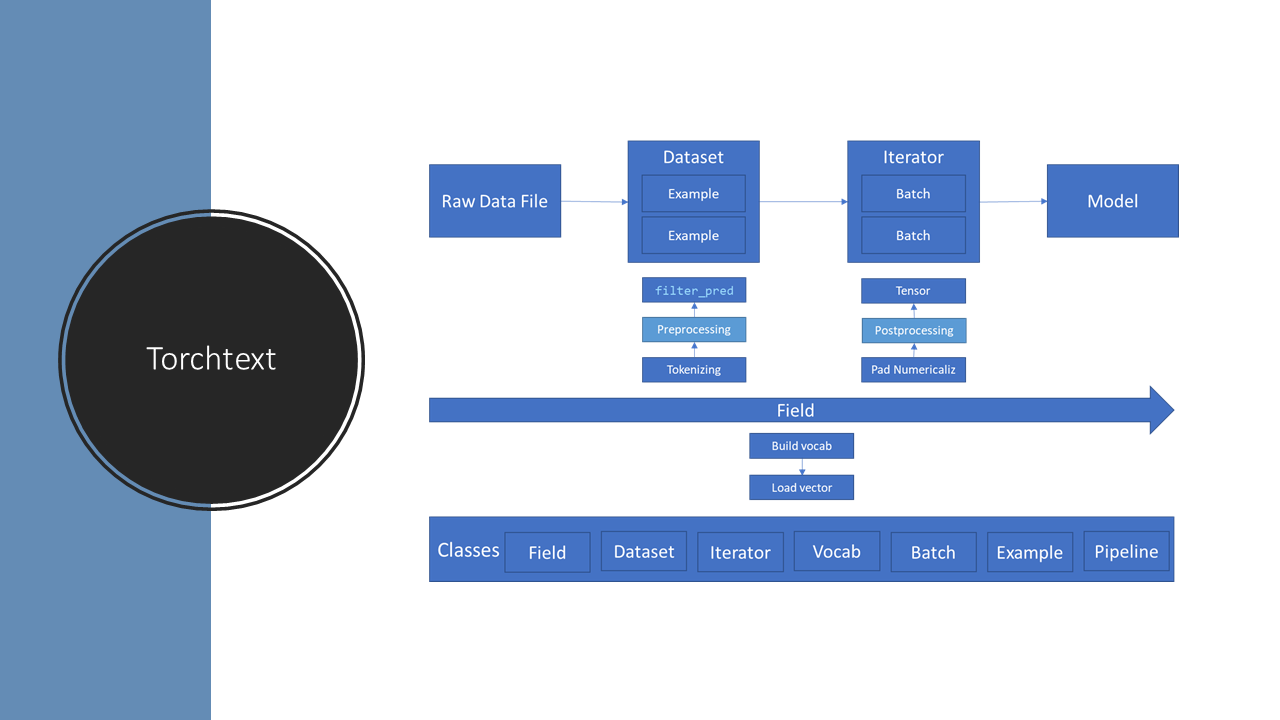 Torchtext
Raw Data File
Dataset
Example
Example
Iterator
Batch
Batch
Model
filter_pred
Preprocessing
Tokenizing
Tensor
Postprocessing
Pad Numericaliz
Field
Build vocab
Load vector
Classes
Field
Dataset
Iterator
Vocab
Batch
Example
Pipeline